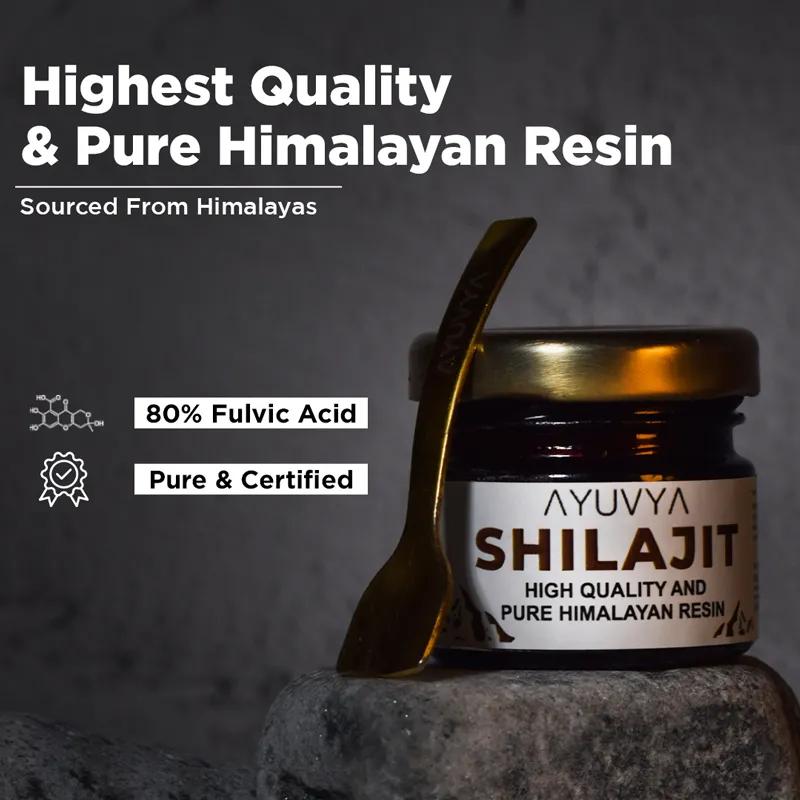 Highest Quality
& Pure Himalayan Resin
Sourced From Himalayas
80% Fulvic Acid
Pure & Certified
AYUVYA
AYUVYA
SHILAJIT
HIGH QUALITY AND
PURE HIMALAYAN RESIN